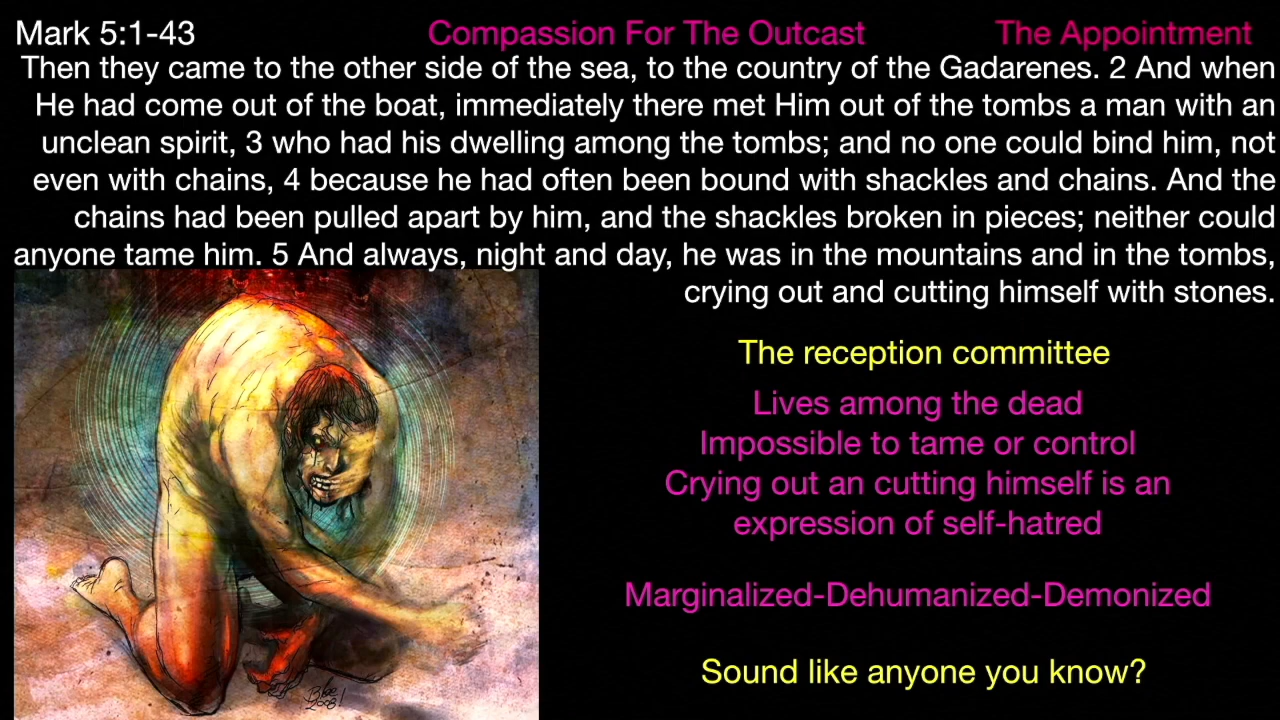 Mark 5:1-43 Compassion For The Outcast The Appointment
Then they came to the other side of the sea, to the country of the Gadarenes. 2 And when
He had come out of the boat, immediately there met Him out of the tombs a man with an
unclean spirit, 3 who had his dwelling among the tombs; and no one could bind him, not
even with chains, 4 because he had often been bound with shackles and chains. And the
chains had been pulled apart by him, and the shackles broken in pieces; neither could
anyone tame him. 5 And always, night and day, he was in the mountains and in the tombs,
crying out and cutting himself with stones.
The reception committee
Lives among the dead
Impossible to tame or control
Crying out an cutting himself is an
expression of self-hatred
Marginalized-Dehumanized-Demonized
Sound like anyone you know?
2008